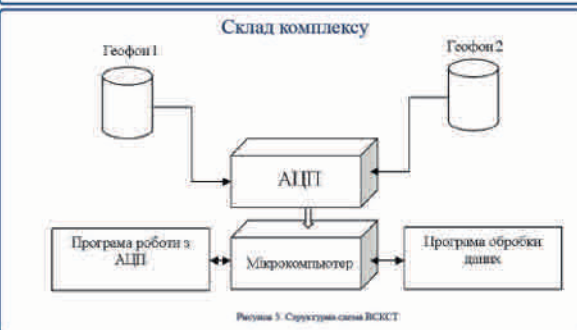 Склад комплексу
Геофон 1
Геофон 2
АЦП
Програма роботи з
АЦП
Мікрокомпьютер
Програма обробки
даних
Рисунок 3. Структурна схема ВСКСТ